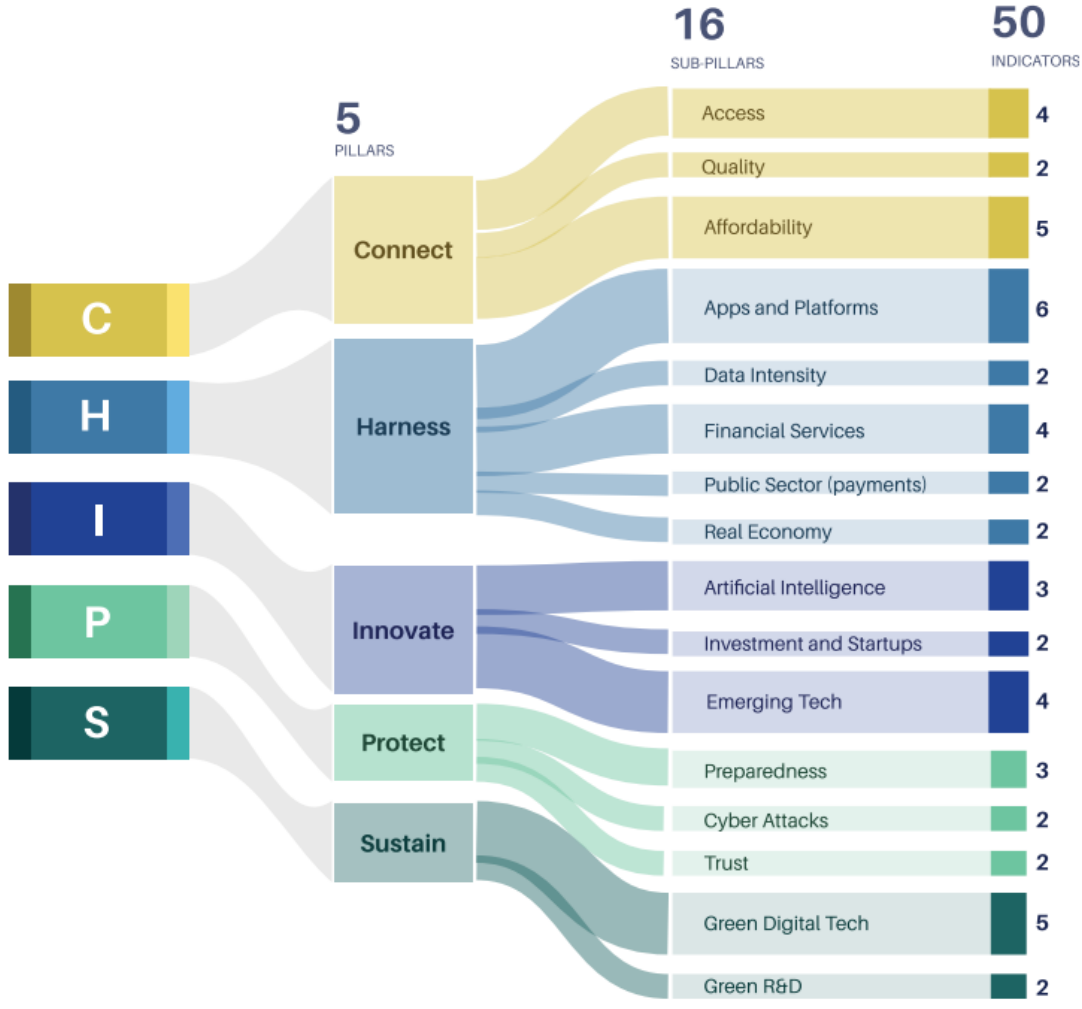 16
SUB-PILLARS
50
INDICATORS
5
PILLARS
C
H
I
P
S
Connect
Harness
Innovate
Protect
Sustain
Access 4
Quality 2
Affordability 5
Apps and Platforms 6
Data Intensity 2
Financial Services 4
Public Sector (payments) 2
Real Economy 2
Artificial Intelligence 3
Investment and Startups 2
Emerging Tech 4
Preparedness 3
Cyber Attacks 2
Trust 2
Green Digital Tech 5
Green R&D 2